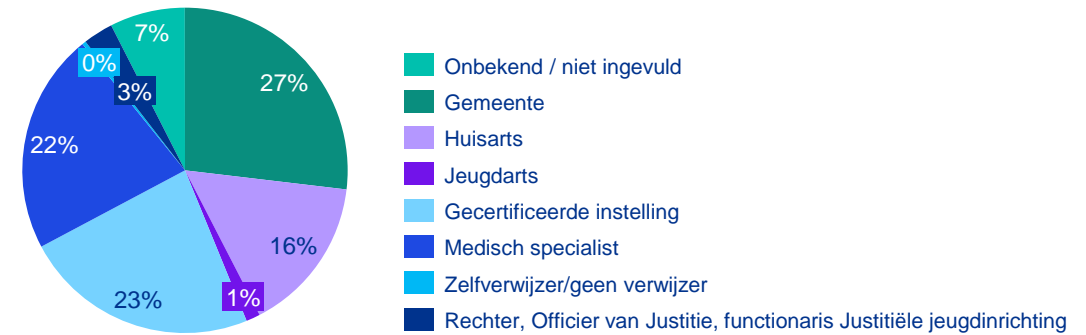 7%
27%
0%
3%
22%
16%
1%
23%
Onbekend / niet ingevuld
Gemeente
Huisarts
Jeugdarts
Gecertificeerde instelling
Medisch specialist
Zelfverwijzer/geen verwijzer
Rechter, Officier van Justitie, functionaris Justitiële jeugdinrichting